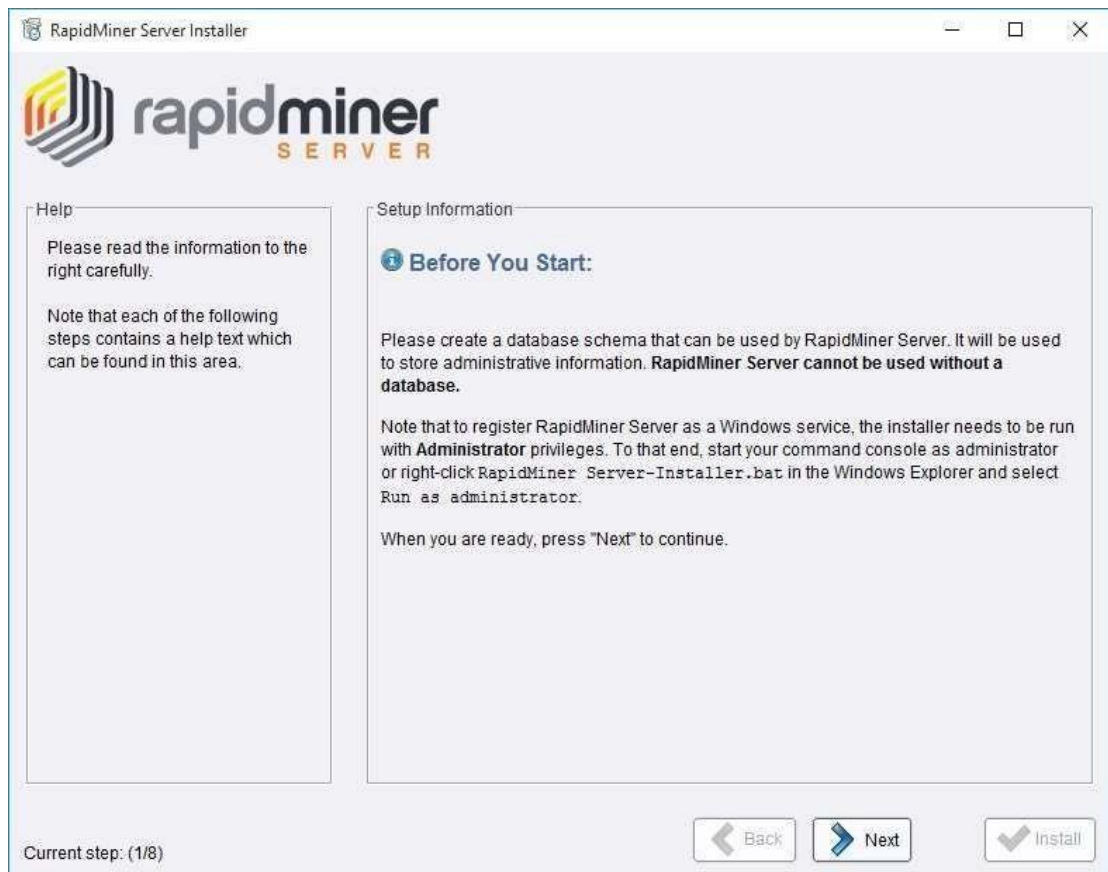 RapidMiner Server Installer
rapidminer
SERVER
Help
Please read the information to the
right carefully.
Note that each of the following
steps contains a help text which
can be found in this area.
Setup Information
Before You Start:
Please create a database schema that can be used by RapidMiner Server. It will be used
to store administrative information. RapidMiner Server cannot be used without a
database.
Note that to register RapidMiner Server as a Windows service, the installer needs to be run
with Administrator privileges. To that end, start your command console as administrator
or right-click RapidMiner Server-Installer.bat in the Windows Explorer and select
Run as administrator.
When you are ready, press "Next" to continue.
Current step: (1/8)
Back
Next
Install